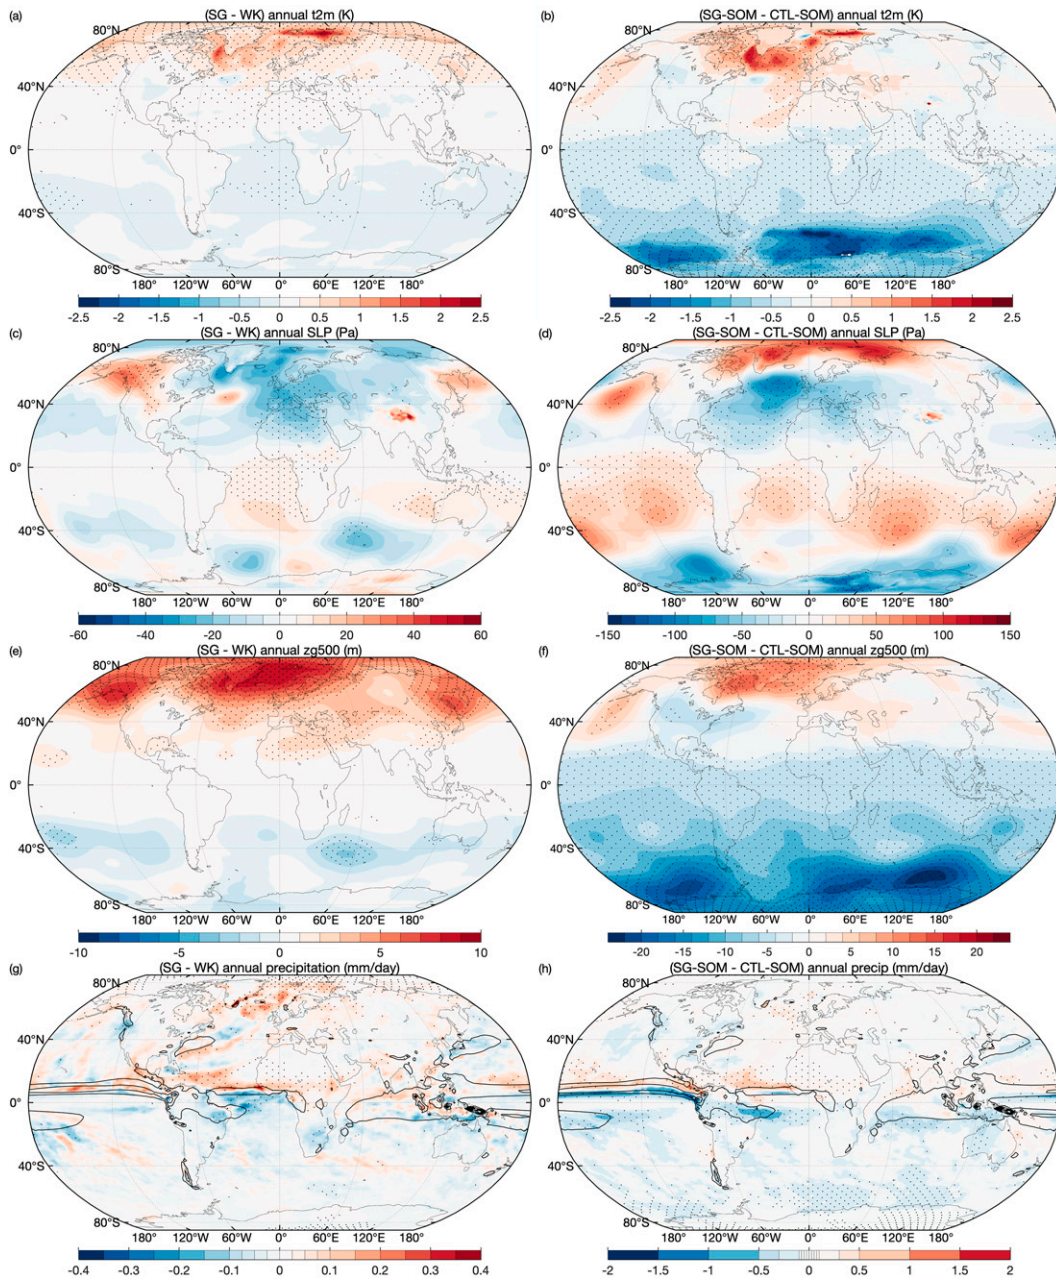 (a) (SG - WK) annual t2m (K)
80°N
40°N
0°
40°S
80°S
180° 120°W 60°W 0° 60°E 120°E 180°
-2.5 -2 -1.5 -1 -0.5 0 0.5 1 1.5 2 2.5
(b) (SG-SOM - CTL-SOM) annual t2m (K)
80°N
40°N
0°
40°S
80°S
180° 120°W 60°W 0° 60°E 120°E 180°
-2.5 -2 -1.5 -1 -0.5 0 0.5 1 1.5 2 2.5
(c) (SG - WK) annual SLP (Pa)
80°N
40°N
0°
40°S
80°S
180° 120°W 60°W 0° 60°E 120°E 180°
-60 -40 -20 0 20 40 60
(d) (SG-SOM - CTL-SOM) annual SLP (Pa)
80°N
40°N
0°
40°S
80°S
180° 120°W 60°W 0° 60°E 120°E 180°
-150 -100 -50 0 50 100 150
(e) (SG - WK) annual zg500 (m)
80°N
40°N
0°
40°S
80°S
180° 120°W 60°W 0° 60°E 120°E 180°
-10 -5 0 5 10
(f) (SG-SOM - CTL-SOM) annual zg500 (m)
80°N
40°N
0°
40°S
80°S
180° 120°W 60°W 0° 60°E 120°E 180°
-20 -15 -10 -5 0 5 10 15 20
(g) (SG - WK) annual precipitation (mm/day)
80°N
40°N
0°
40°S
80°S
180° 120°W 60°W 0° 60°E 120°E 180°
-0.4 -0.3 -0.2 -0.1 0 0.1 0.2 0.3 0.4
(h) (SG-SOM - CTL-SOM) annual precip (mm/day)
80°N
40°N
0°
40°S
80°S
180° 120°W 60°W 0° 60°E 120°E 180°
-2 -1.5 -1 -0.5 0 0.5 1 1.5 2